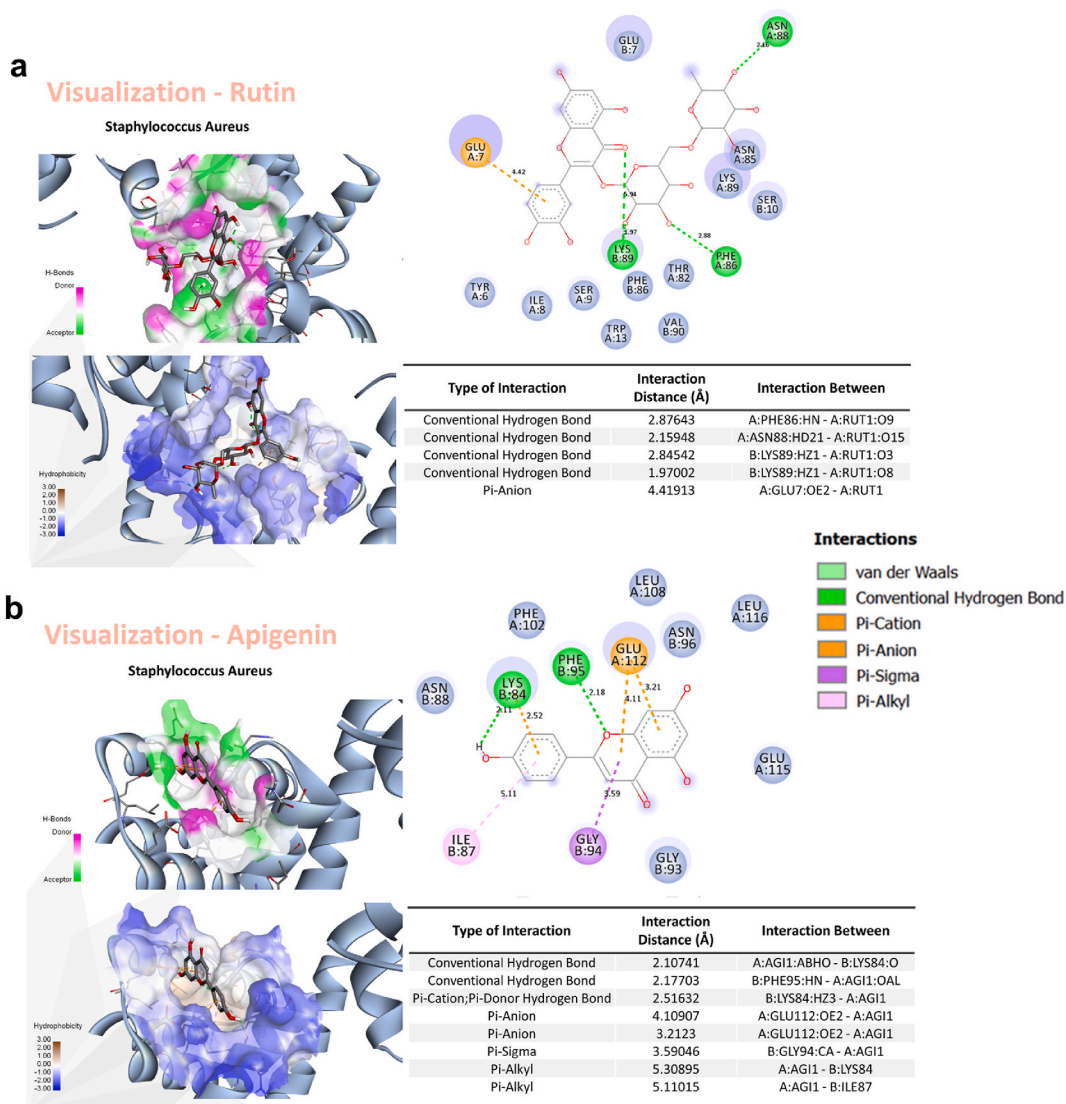 a
Visualization - Rutin
Staphylococcus Aureus
H-Bonds
Donor
Acceptor
Hydrophobicity
3.00
2.00
1.00
0.00
-1.00
-2.00
-3.00
GLU
B:7
ASN
A:88
2.16
GLU
A:7
4.42
ASN
A:85
LYS
A:89
SER
B:10
1.97
LYS
B:89
2.88
PHE
A:86
TYR
A:6
ILE
A:8
SER
A:9
PHE
B:86
THR
A:82
TRP
A:13
VAL
B:90
Type of Interaction Interaction Distance (Å) Interaction Between
Conventional Hydrogen Bond 2.87643 A:PHE86:HN - A:RUT1:O9
Conventional Hydrogen Bond 2.15948 A:ASN88:HD21 - A:RUT1:O15
Conventional Hydrogen Bond 2.84542 B:LYS89:HZ1 - A:RUT1:O3
Conventional Hydrogen Bond 1.97002 B:LYS89:HZ1 - A:RUT1:O8
Pi-Anion 4.41913 A:GLU7:OE2 - A:RUT1
Interactions
van der Waals
Conventional Hydrogen Bond
Pi-Cation
Pi-Anion
Pi-Sigma
Pi-Alkyl
b
Visualization - Apigenin
Staphylococcus Aureus
H-Bonds
Donor
Acceptor
Hydrophobicity
3.00
2.00
1.00
0.00
-1.00
-2.00
-3.00
LEU
A:108
LEU
A:116
PHE
A:102
ASN
B:96
GLU
A:112
PHE
B:95
LYS
B:84
ASN
B:88
3.21
4.11
2.18
2.11
2.52
H
GLU
A:115
5.11
3.59
ILE
B:87
GLY
B:94
GLY
B:93
Type of Interaction Interaction Distance (Å) Interaction Between
Conventional Hydrogen Bond 2.10741 A:AGI1:ABHO - B:LYS84:O
Conventional Hydrogen Bond 2.17703 B:PHE95:HN - A:AGI1:OAL
Pi-Cation;Pi-Donor Hydrogen Bond 2.51632 B:LYS84:HZ3 - A:AGI1
Pi-Anion 4.10907 A:GLU112:OE2 - A:AGI1
Pi-Anion 3.2123 A:GLU112:OE2 - A:AGI1
Pi-Sigma 3.59046 B:GLY94:CA - A:AGI1
Pi-Alkyl 5.30895 A:AGI1 - B:LYS84
Pi-Alkyl 5.11015 A:AGI1 - B:ILE87